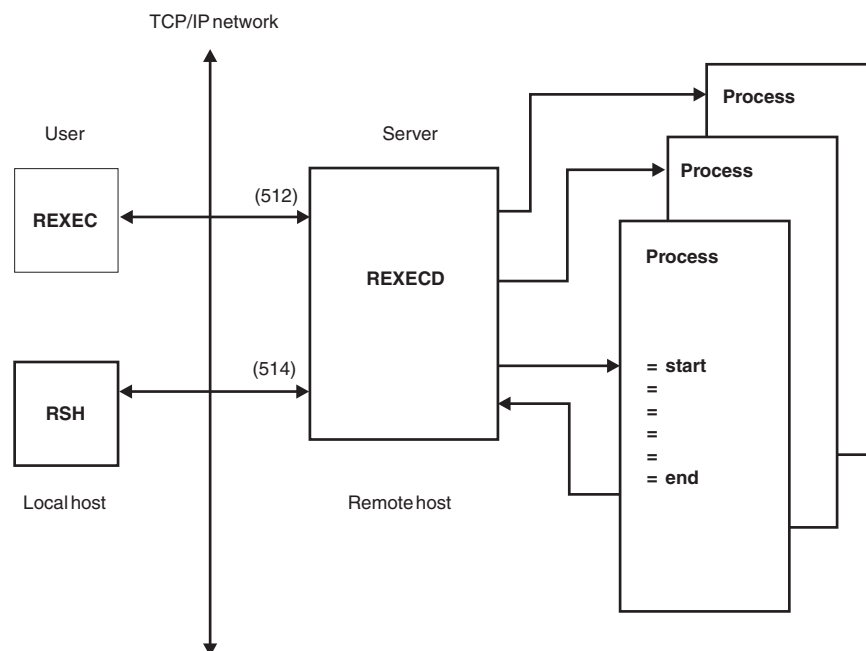 TCP/IP network
User
Server
Process
Process
Process
REXEC
(512)
REXECD
RSH
(514)
= start
=
=
=
=
= end
Local host
Remote host